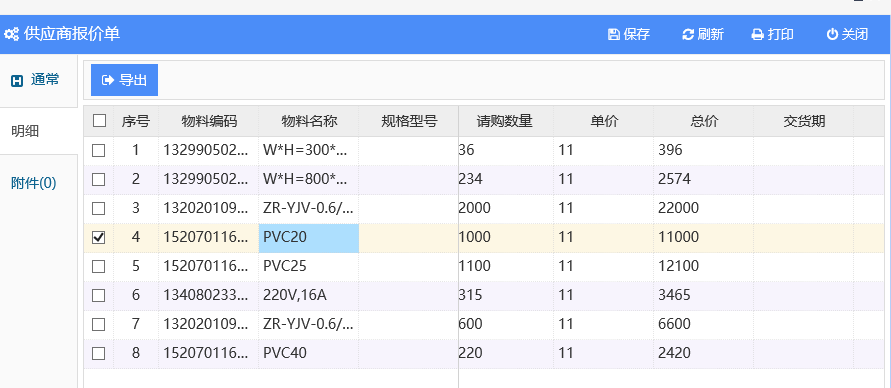 供应商报价单 保存 刷新 打印 关闭
通常 导出
序号 物料编码 物料名称 规格型号 请购数量 单价 总价 交货期
明细
1 132990502... W*H=300*... 36 11 396
2 132990502... W*H=800*... 234 11 2574
附件(0)
3 132020109... ZR-YJV-0.6/... 2000 11 22000
4 152070116... PVC20 1000 11 11000
5 152070116... PVC25 1100 11 12100
6 134080233... 220V,16A 315 11 3465
7 132020109... ZR-YJV-0.6/... 600 11 6600
8 152070116... PVC40 220 11 2420